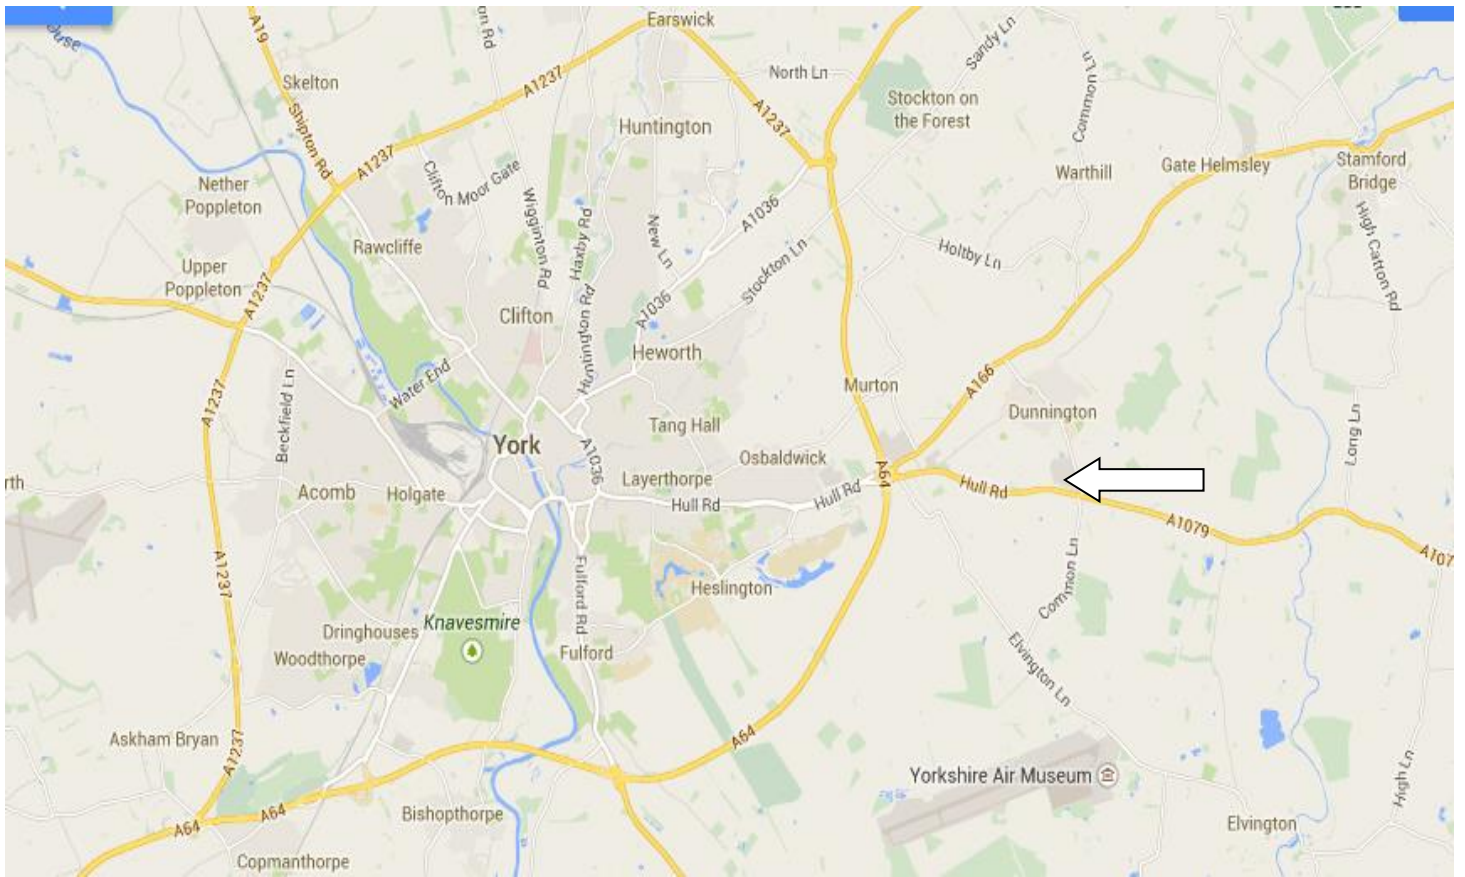 Ouse
A19
on Rd
Earswick
Sandy Ln
Skelton
A1237
North Ln
Stockton on
the Forest
Common Ln
Shipton Rd
Huntington
A1237
A1237
Clifton Moor Gate
Warthill
Gate Helmsley
Stamford
Bridge
Nether
Poppleton
Wigginton Rd
Haxby Rd
New Ln
A1036
High Catton Rd
Rawcliffe
Holtby Ln
Upper
Poppleton
A1237
Stockton Ln
Clifton
Huntington Rd
A1036
Heworth
Water End
Murton
A166
Beckfield Ln
A1237
Tang Hall
Dunnington
Long Ln
York
A1036
Osbaldwick
A64
rth
Acomb
Holgate
Layerthorpe
Hull Rd
Hull Rd
Hull Rd
A1079
A107
A1237
Fulford Rd
Heslington
Common Ln
Knavesmire
Dringhouses
Woodthorpe
Fulford
Elvington Ln
Askham Bryan
A1237
A64
Yorkshire Air Museum
High Ln
A64
A64
Bishopthorpe
Elvington
Copmanthorpe